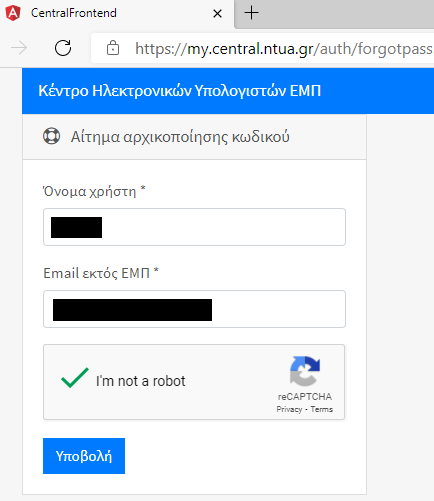 CentralFrontend
https://my.central.ntua.gr/auth/forgotpass
Κέντρο Ηλεκτρονικών Υπολογιστών ΕΜΠ
Αίτημα αρχικοποίησης κωδικού
Όνομα χρήστη *
Email εκτός ΕΜΠ *
I'm not a robot
reCAPTCHA
Privacy - Terms
Υποβολή